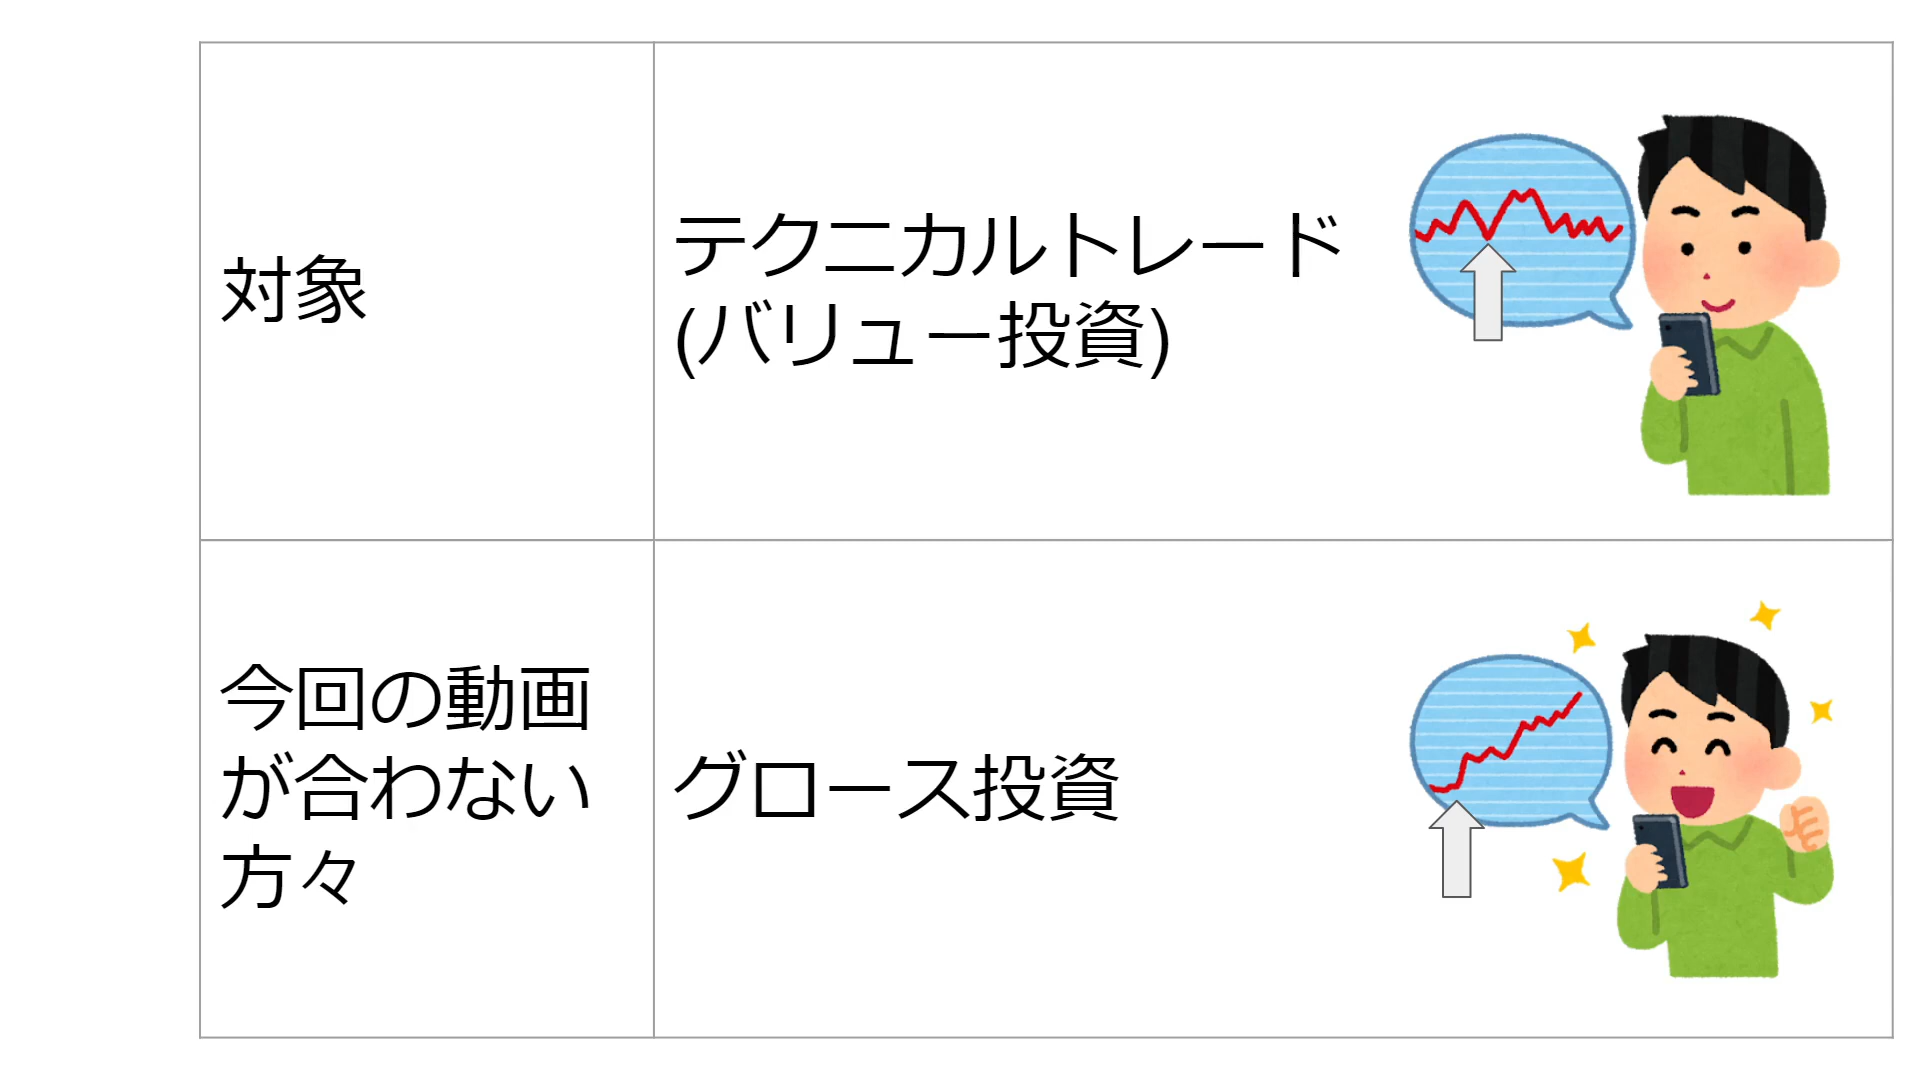 対象
テクニカルトレード
(バリュー投資)
今回の動画
が合わない
方々
グロース投資